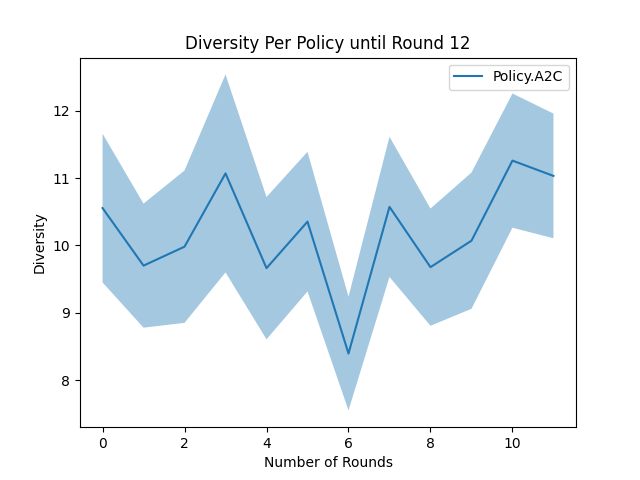 Diversity Per Policy until Round 12
Policy.A2C
Diversity
12
11
10
9
8
0 2 4 6 8 10
Number of Rounds